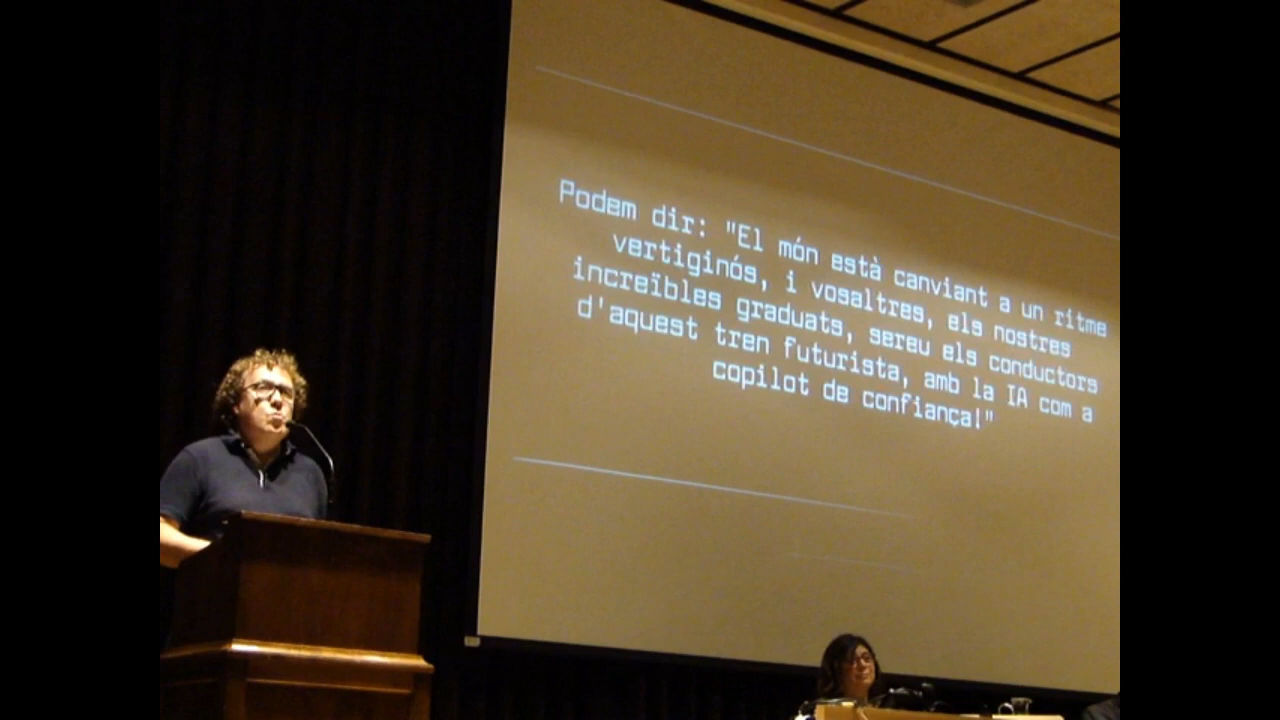 Podem dir: "El món està canviant a un ritme
vertiginós, i vosaltres, els nostres
increïbles graduats, sereu els conductors
d'aquest tren futurista, amb la IA com a
copilot de confiança!"